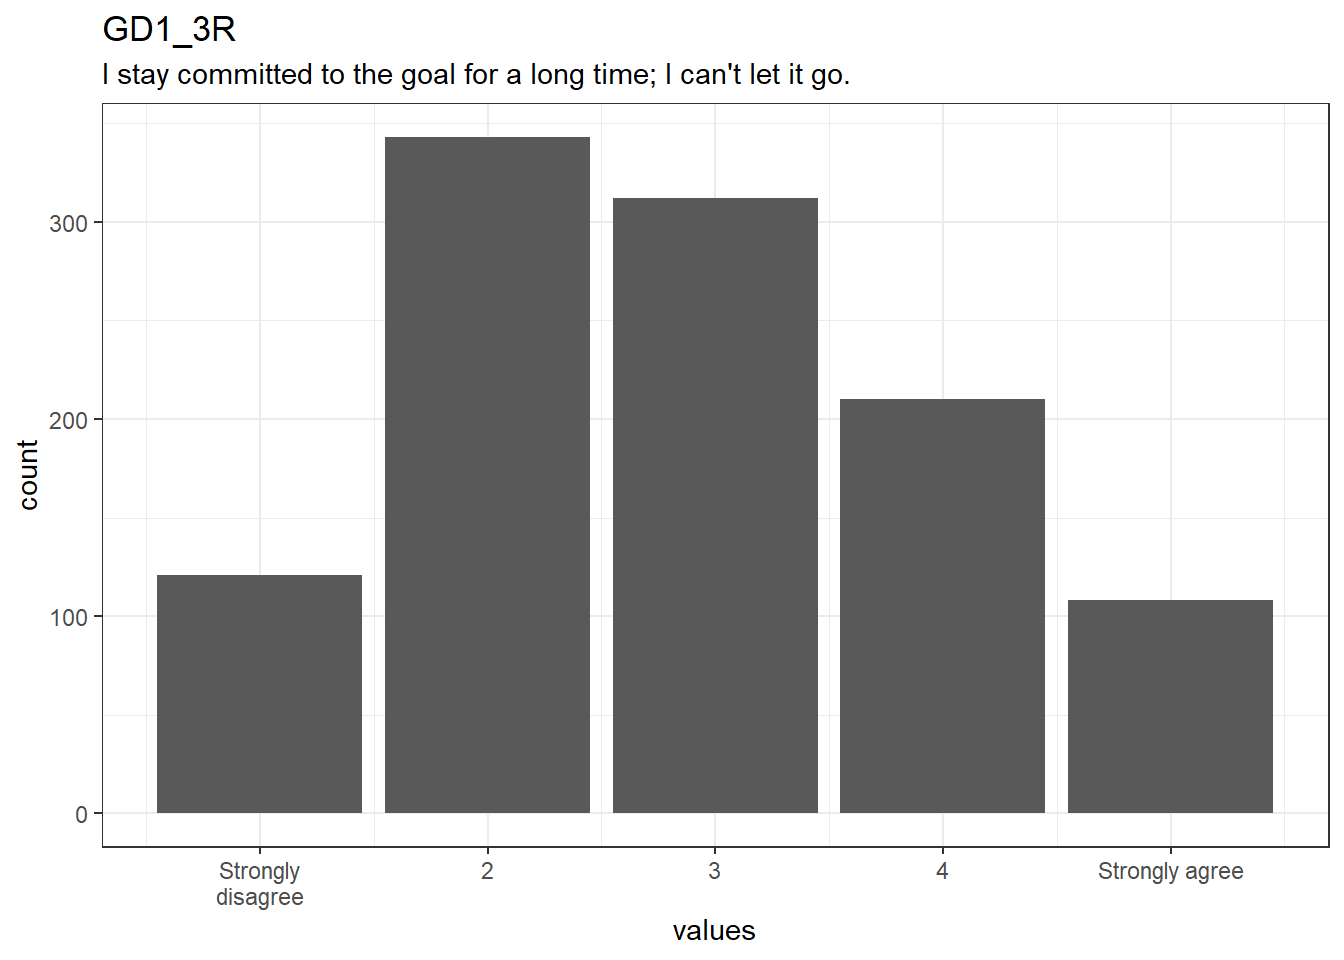 GD1_3R
I stay committed to the goal for a long time; I can't let it go.
300
200
100
0
count
Strongly
disagree
2
3
4
Strongly agree
values